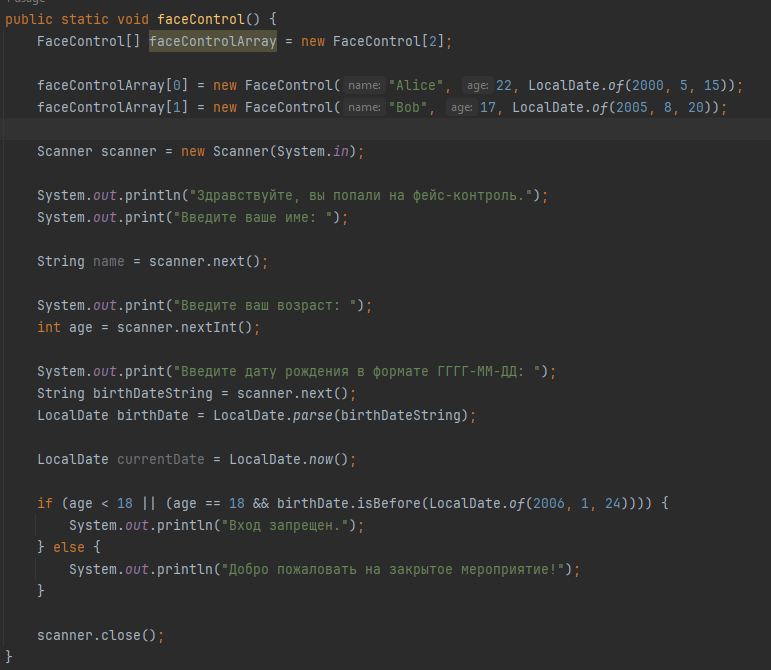 public static void faceControl() {
FaceControl[] faceControlArray = new FaceControl[2];
faceControlArray[0] = new FaceControl( name: "Alice", age: 22, LocalDate.of(2000, 5, 15));
faceControlArray[1] = new FaceControl( name: "Bob", age: 17, LocalDate.of(2005, 8, 20));
Scanner scanner = new Scanner(System.in);
System.out.println("Здравствуйте, вы попали на фейс-контроль.");
System.out.print("Введите ваше име: ");
String name = scanner.next();
System.out.print("Введите ваш возраст: ");
int age = scanner.nextInt();
System.out.print("Введите дату рождения в формате ГГГГ-ММ-ДД: ");
String birthDateString = scanner.next();
LocalDate birthDate = LocalDate.parse(birthDateString);
LocalDate currentDate = LocalDate.now();
if (age < 18 || (age == 18 && birthDate.isBefore(LocalDate.of(2006, 1, 24)))) {
System.out.println("Вход запрещен.");
} else {
System.out.println("Добро пожаловать на закрытое мероприятие!");
}
scanner.close();
}